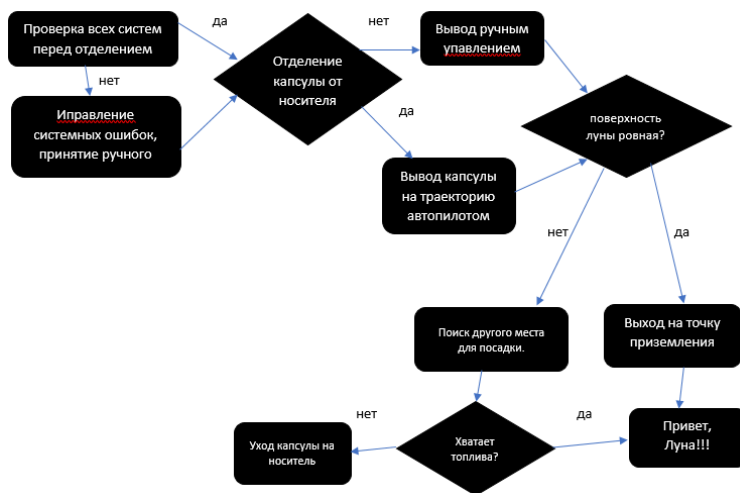 Проверка всех систем
перед отделением
да
нет
Иправление
системных ошибок,
принятие ручного
Отделение
капсулы от
носителя
нет
да
Вывод ручным
упавлением
Вывод капсулы
на траекторию
автопилотом
поверхность
луны ровная?
нет
да
Поиск другого места
для посадки.
Выход на точку
приземления
нет
Хватает
топлива?
да
Уход капсулы на
носитель
Привет,
Луна!!!